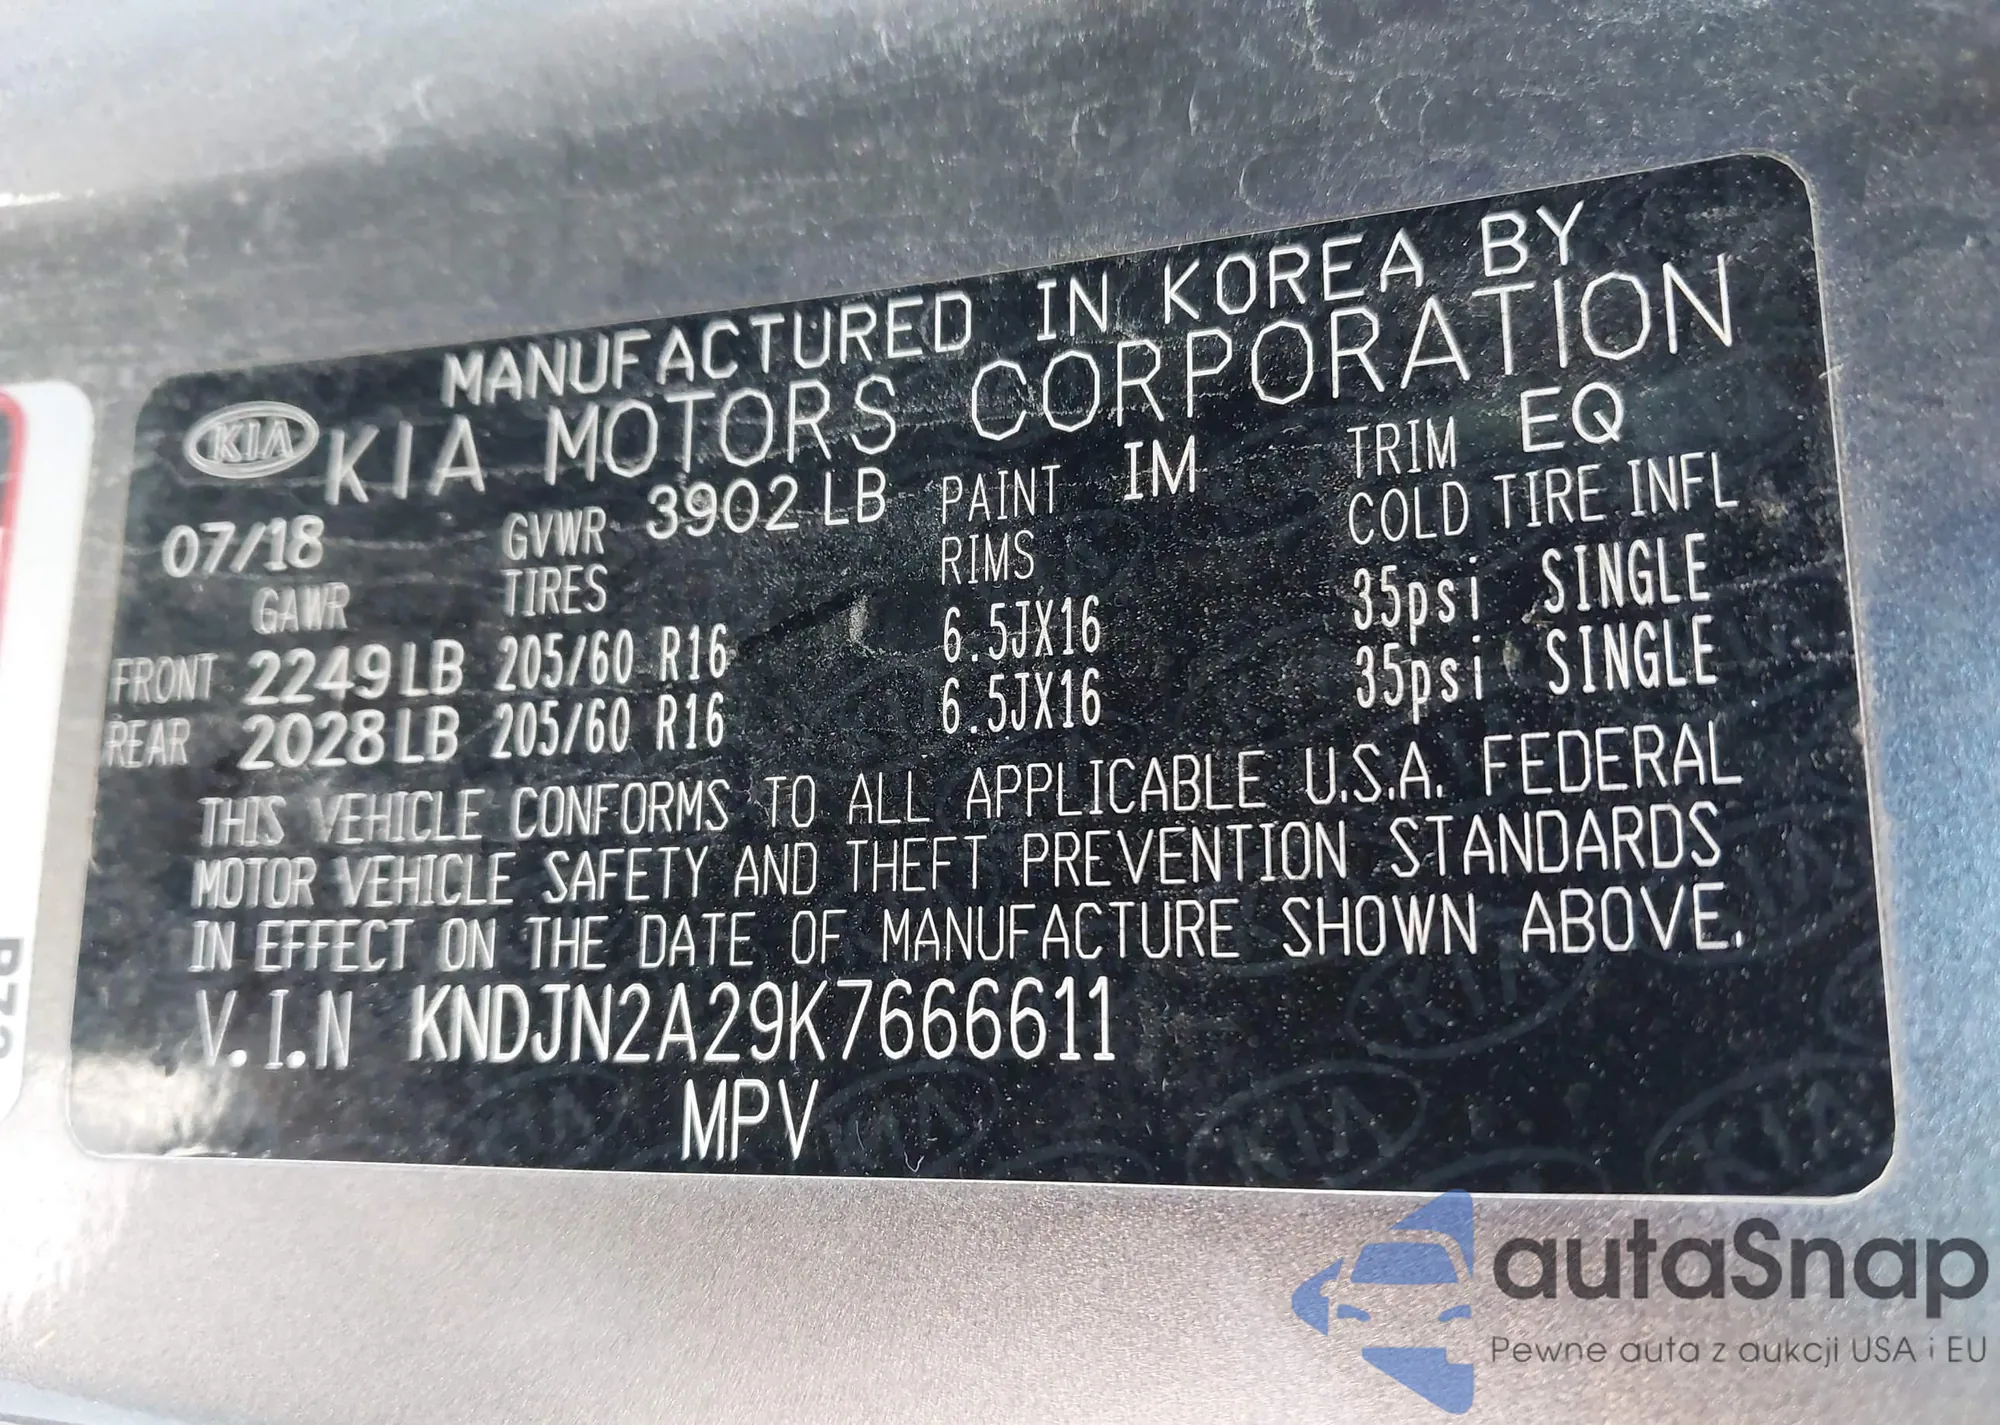 MANUFACTURED IN KOREA BY
KIA KIA MOTORS CORPORATION
07/18 GVWR 3902 LB PAINT IM TRIM EQ
GAWR TIRES RIMS COLD TIRE INFL
FRONT 2249 LB 205/60 R16 6.5JX16 35psi SINGLE
REAR 2028 LB 205/60 R16 6.5JX16 35psi SINGLE
THIS VEHICLE CONFORMS TO ALL APPLICABLE U.S.A. FEDERAL
MOTOR VEHICLE SAFETY AND THEFT PREVENTION STANDARDS
IN EFFECT ON THE DATE OF MANUFACTURE SHOWN ABOVE.
V.I.N KNDJN2A29K7666611
MPV
autaSnap
Pewne auta z aukcji USA i EU